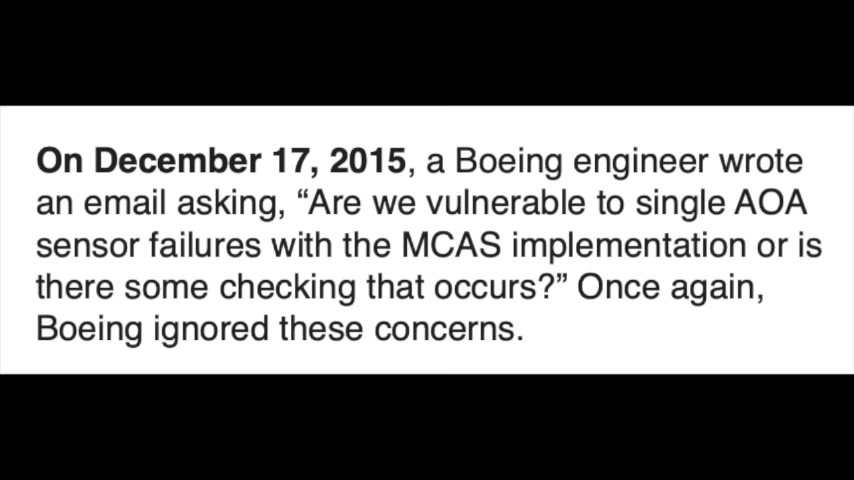 On December 17, 2015, a Boeing engineer wrote
an email asking, “Are we vulnerable to single AOA
sensor failures with the MCAS implementation or is
there some checking that occurs?” Once again,
Boeing ignored these concerns.